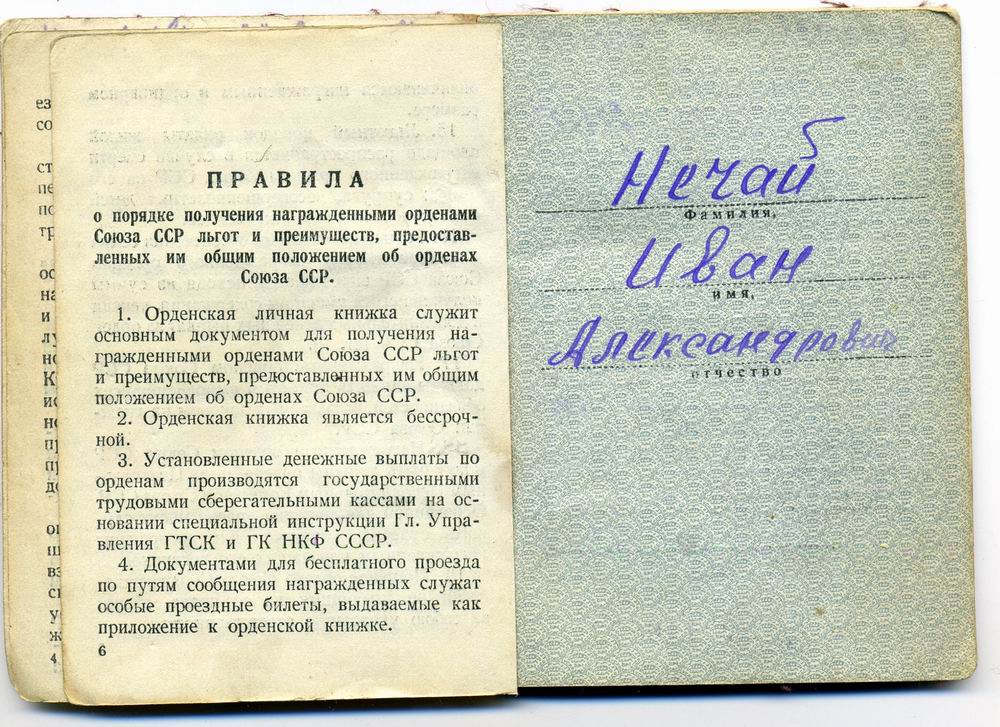 ПРАВИЛА
о порядке получения награжденными орденами
Союза ССР льгот и преимуществ, предостав-
ленных им общим положением об орденах
Союза ССР.
1. Орденская личная книжка служит
основным документом для получения на-
гражденными орденами Союза ССР льгот
и преимуществ, предоставленных им общим
положением об орденах Союза ССР.
2. Орденская книжка является бессроч-
ной.
3. Установленные денежные выплаты по
орденам производятся государственными
трудовыми сберегательными кассами на ос-
новании специальной инструкции Гл. Упра-
вления ГТСК и ГК НКФ СССР.
4. Документами для бесплатного проезда
по путям сообщения награжденных служат
особые проездные билеты, выдаваемые как
приложение к орденской книжке.
6
4
Нечай
Фамилия,
Иван
имя,
Александрович
отчество